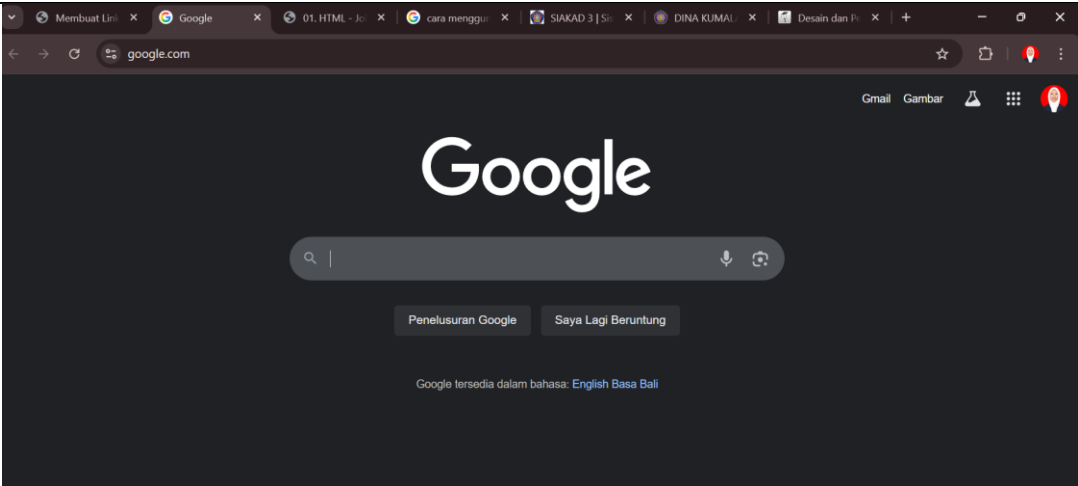 Membuat Lin
Google
01. HTML - Jo
cara menggu
SIAKAD 3 | Si
DINA KUMAL
Desain dan P
google.com
Gmail Gambar
Google
Penelusuran Google Saya Lagi Beruntung
Google tersedia dalam bahasa: English Basa Bali